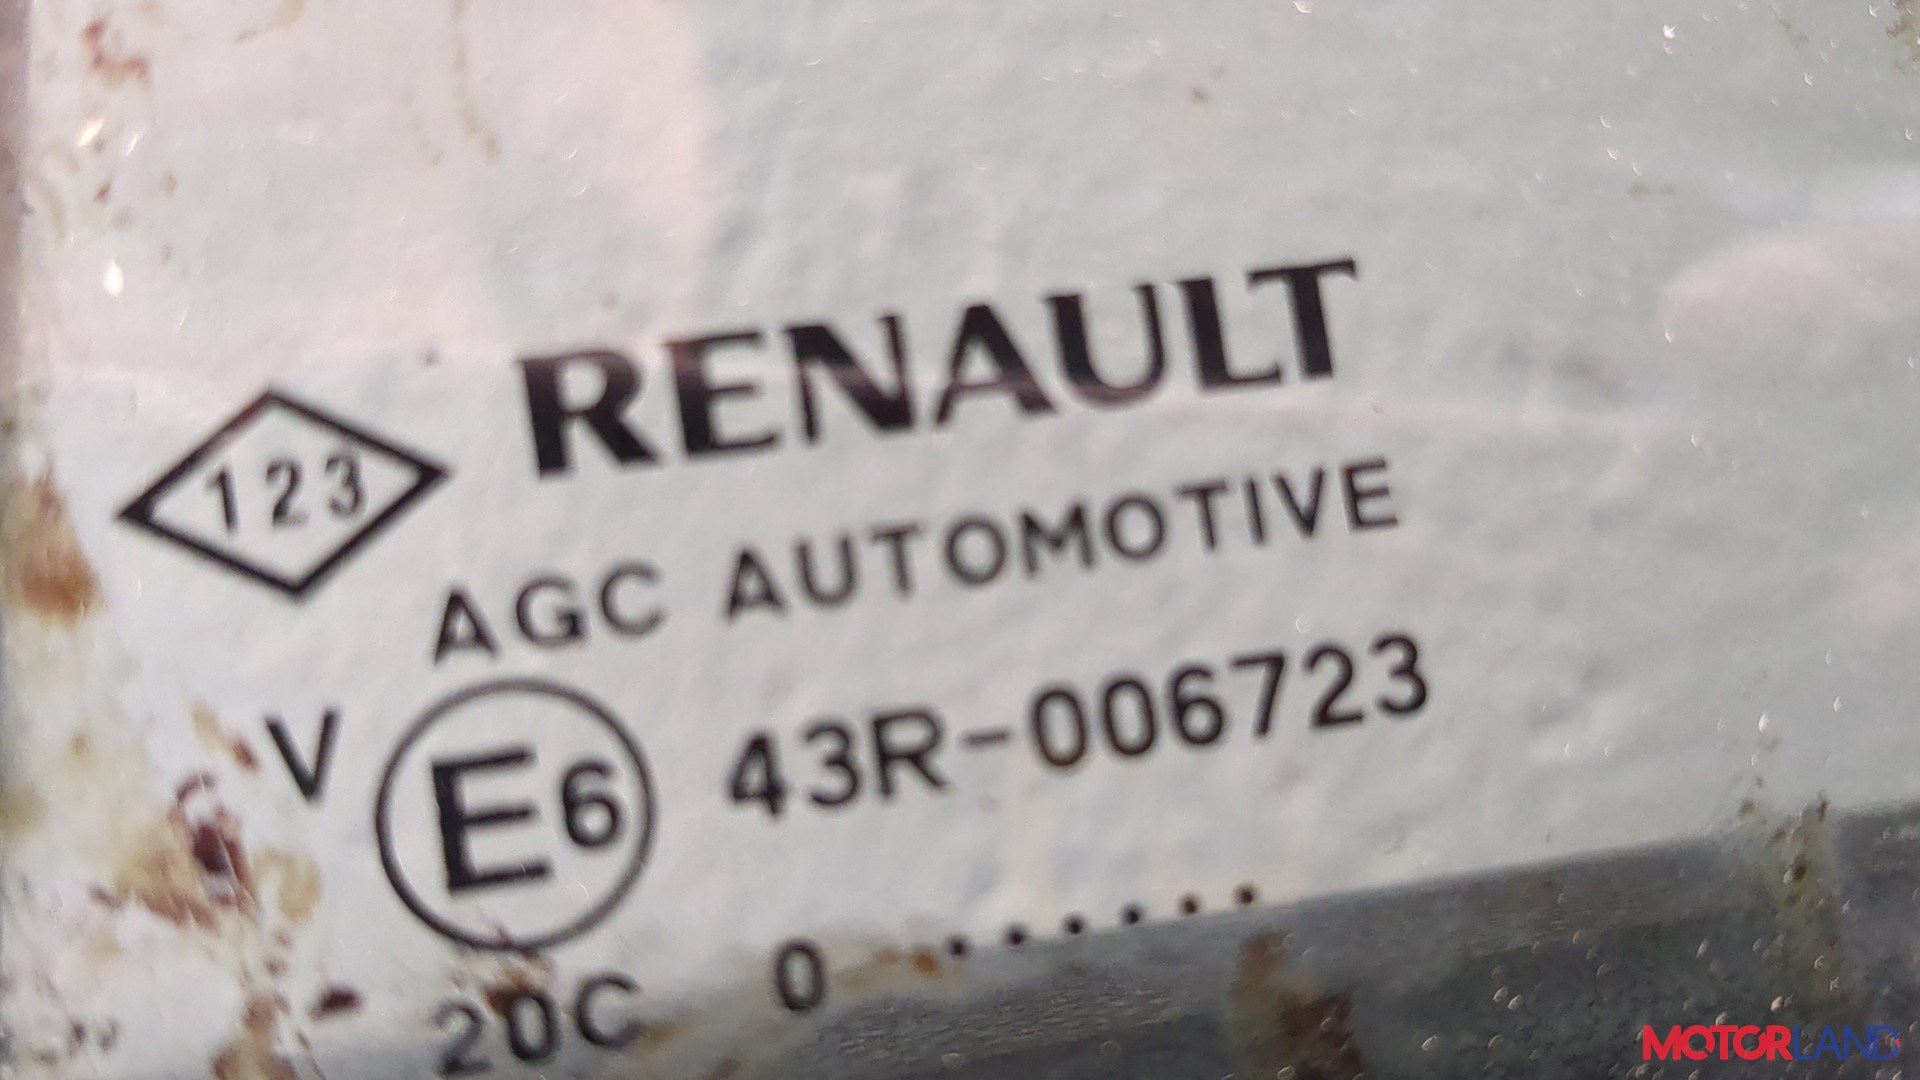 RENAULT
123
AGC AUTOMOTIVE
V E6 43R-006723
20C 0 .......
MOTORLAND